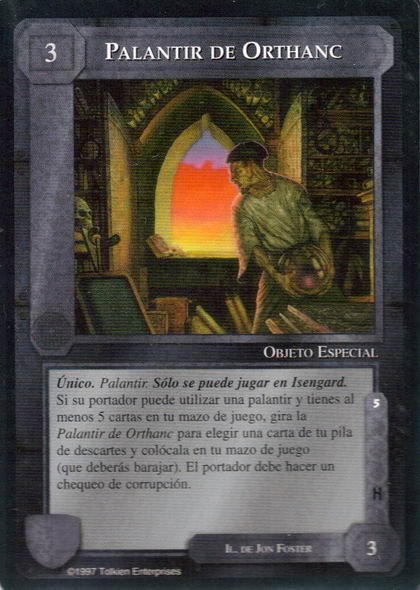 3
PALANTIR DE ORTHANC
OBJETO ESPECIAL
Único. Palantir. Sólo se puede jugar en Isengard.
Si su portador puede utilizar una palantir y tienes al
menos 5 cartas en tu mazo de juego, gira la
Palantir de Orthanc para elegir una carta de tu pila
de descartes y colócala en tu mazo de juego
(que deberás barajar). El portador debe hacer un
chequeo de corrupción.
5
H
IL. DE JON FOSTER
3
©1997 Tolkien Enterprises